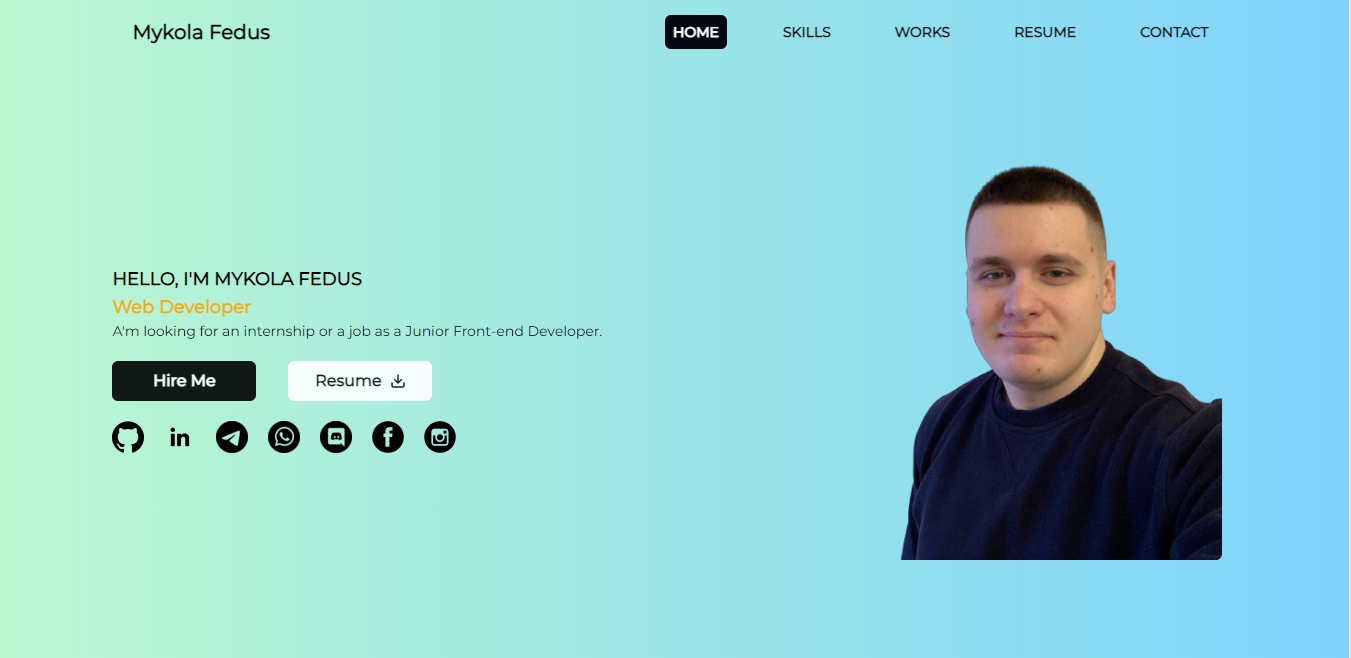 Mykola Fedus
HOME SKILLS WORKS RESUME CONTACT
HELLO, I'M MYKOLA FEDUS
Web Developer
A'm looking for an internship or a job as a Junior Front-end Developer.
Hire Me Resume
in